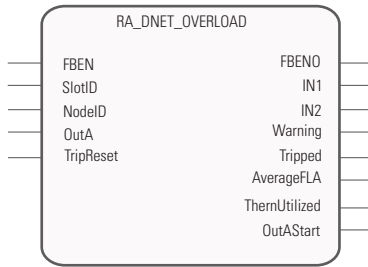 RA_DNET_OVERLOAD
FBEN FBENO
SlotID IN1
NodeID IN2
OutA Warning
TripReset Tripped
AverageFLA
ThernUtilized
OutAStart